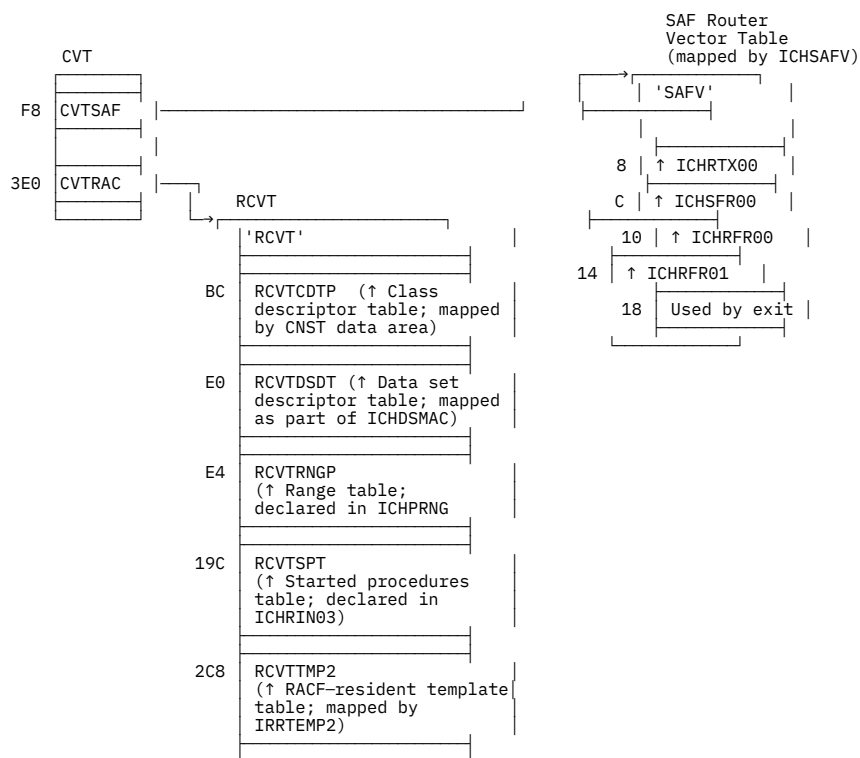 SAF Router
Vector Table
CVT (mapped by ICHSAFV)
'SAFV'
F8 CVTSAF
8 ↑ ICHRTX00
3E0 CVTRAC
RCVT C ↑ ICHSFR00
'RCVT' 10 ↑ ICHRFR00
14 ↑ ICHRFR01
BC RCVTCDTP (↑ Class
descriptor table; mapped 18 Used by exit
by CNST data area)
E0 RCVTDSDT (↑ Data set
descriptor table; mapped
as part of ICHDSMAC)
E4 RCVTRNGP
(↑ Range table;
declared in ICHPRNG
19C RCVTSPT
(↑ Started procedures
table; declared in
ICHRIN03)
2C8 RCVTTMP2
(↑ RACF—resident template
table; mapped by
IRRTEMP2)